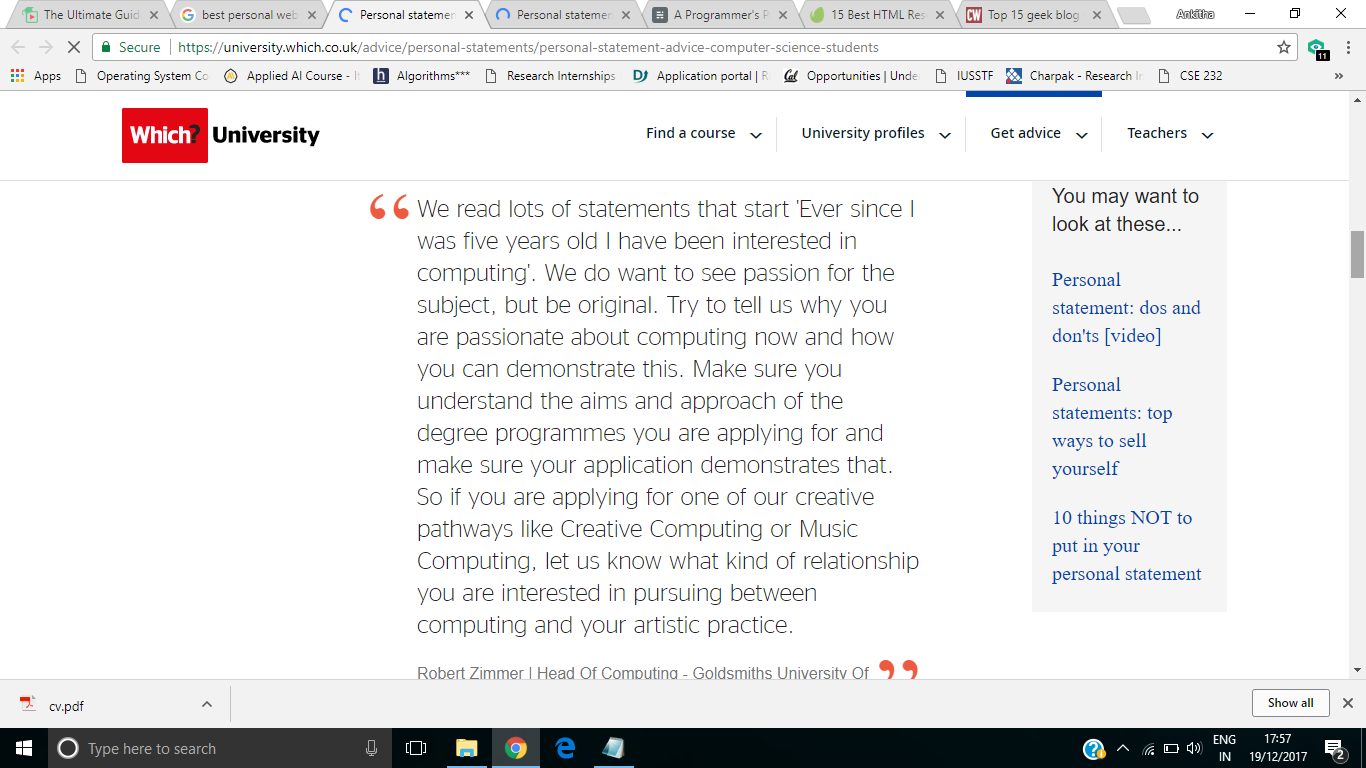 The Ultimate Guid
best personal web
Personal statemen
Personal statemen
A Programmer's P
15 Best HTML Res
Top 15 geek blog
Ankitha
Secure
https://university.which.co.uk/advice/personal-statements/personal-statement-advice-computer-science-students
11
Apps
Operating System Co
Applied AI Course - It
h
Algorithms***
Research Internships
Application portal | R
Cal
Opportunities | Unde
IUSSTF
Charpak - Research In
CSE 232
»
Which? University
Find a course
University profiles
Get advice
Teachers
“ We read lots of statements that start 'Ever since I
was five years old I have been interested in
computing'. We do want to see passion for the
subject, but be original. Try to tell us why you
are passionate about computing now and how
you can demonstrate this. Make sure you
understand the aims and approach of the
degree programmes you are applying for and
make sure your application demonstrates that.
So if you are applying for one of our creative
pathways like Creative Computing or Music
Computing, let us know what kind of relationship
you are interested in pursuing between
computing and your artistic practice.
Robert Zimmer | Head Of Computing - Goldsmiths University Of ”
You may want to
look at these...
Personal
statement: dos and
don'ts [video]
Personal
statements: top
ways to sell
yourself
10 things NOT to
put in your
personal statement
cv.pdf
Show all
Type here to search
ENG
IN
17:57
19/12/2017
2